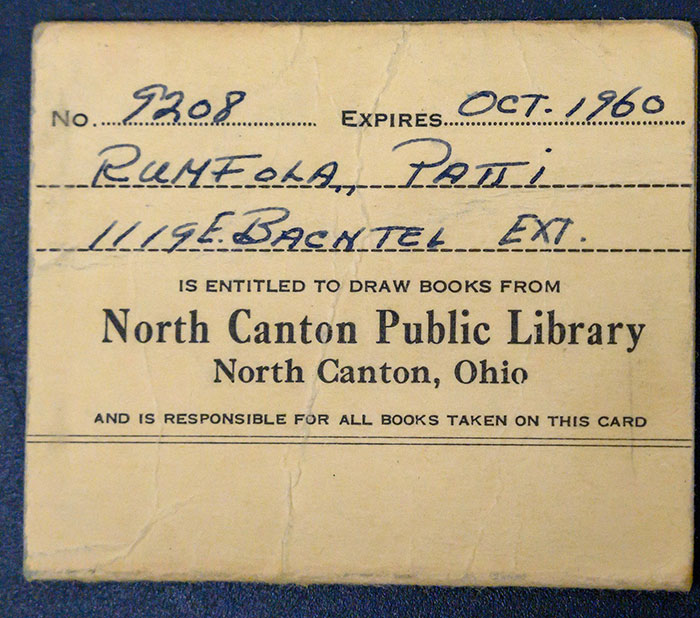 No. 9208 EXPIRES OCT. 1960
RUMFOLA, PATTI
1119 E. BACHTEL EXT.
IS ENTITLED TO DRAW BOOKS FROM
North Canton Public Library
North Canton, Ohio
AND IS RESPONSIBLE FOR ALL BOOKS TAKEN ON THIS CARD